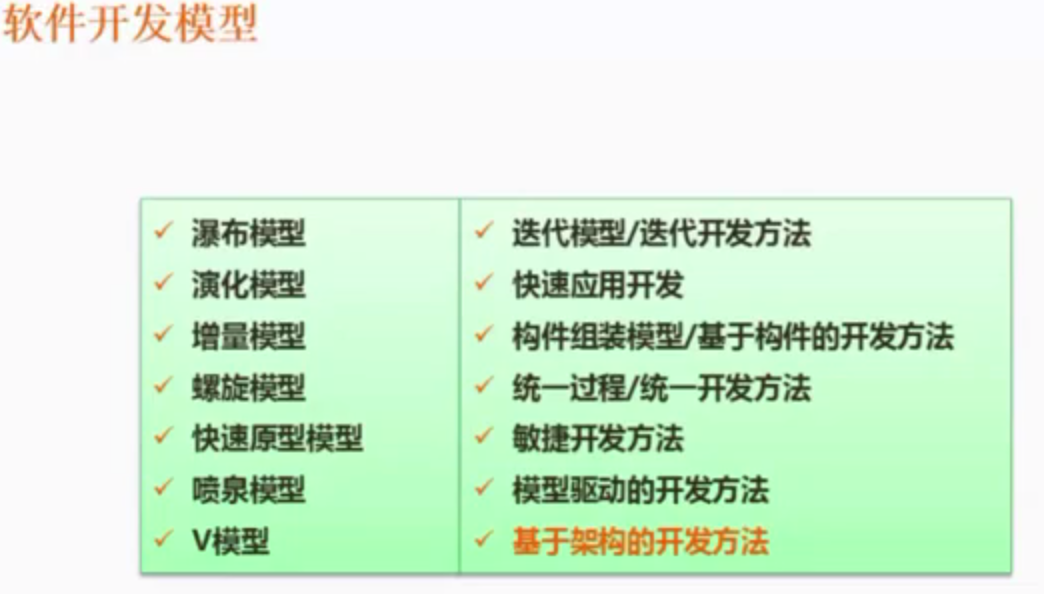 软件开发模型
瀑布模型
演化模型
增量模型
螺旋模型
快速原型模型
喷泉模型
V模型
迭代模型/迭代开发方法
快速应用开发
构件组装模型/基于构件的开发方法
统一过程/统一开发方法
敏捷开发方法
模型驱动的开发方法
基于架构的开发方法